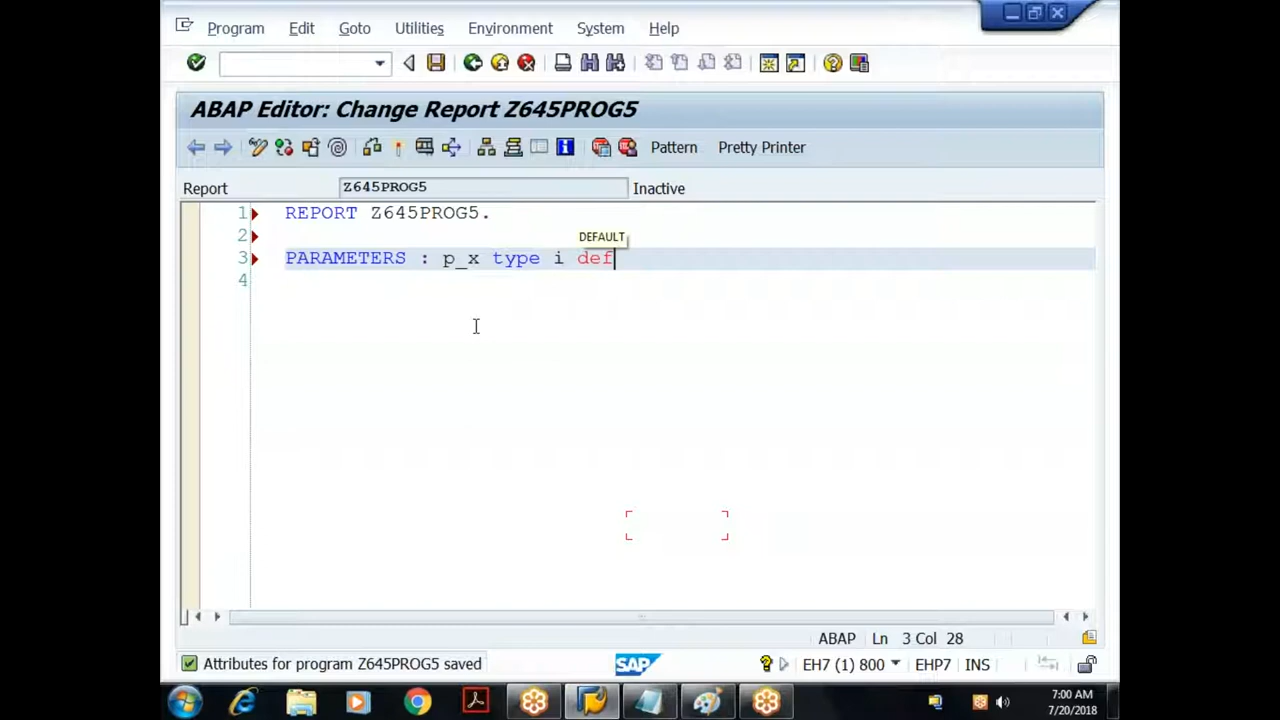 Program Edit Goto Utilities Environment System Help
ABAP Editor: Change Report Z645PROG5
Pattern Pretty Printer
Report Z645PROG5 Inactive
1 REPORT Z645PROG5.
2 DEFAULT
3 PARAMETERS : p_x type i def
4
ABAP Ln 3 Col 28
Attributes for program Z645PROG5 saved SAP EH7 (1) 800 EHP7 INS
7:00 AM
7/20/2018